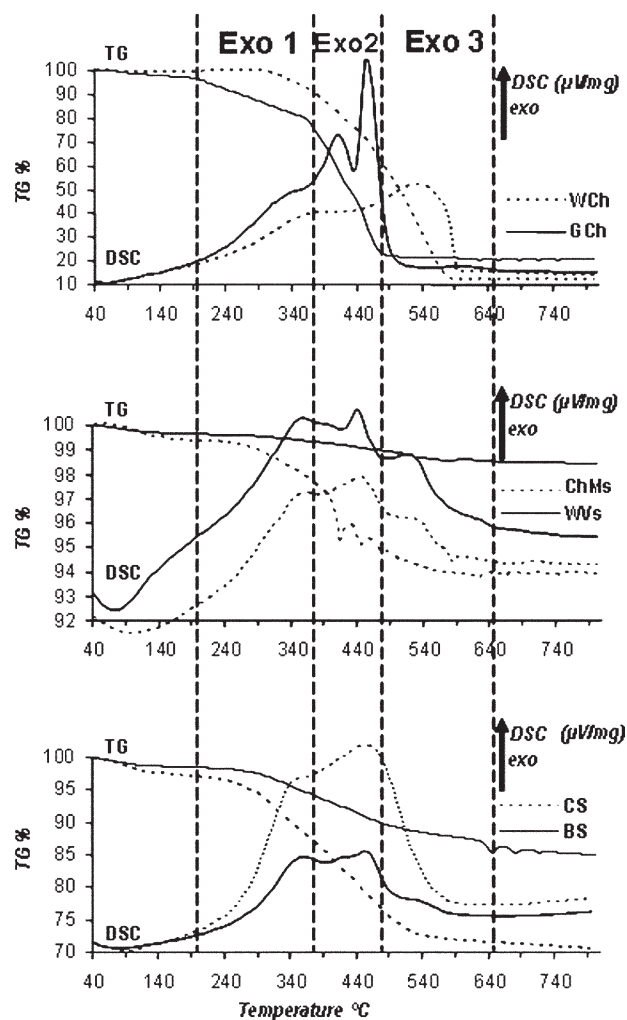 Exo 1 Exo2 Exo 3
TG
100
90
80
70
60
50
40
30
20
10
TG %
DSC
DSC (µV/mg)
exo
WCh
GCh
40 140 240 340 440 540 640 740
TG
100
99
98
97
96
95
94
93
92
TG %
DSC
DSC (µV/mg)
exo
ChMs
WVs
40 140 240 340 440 540 640 740
TG
100
95
90
85
80
75
70
TG %
DSC
DSC (µV/mg)
exo
CS
BS
40 140 240 340 440 540 640 740
Temperature °C